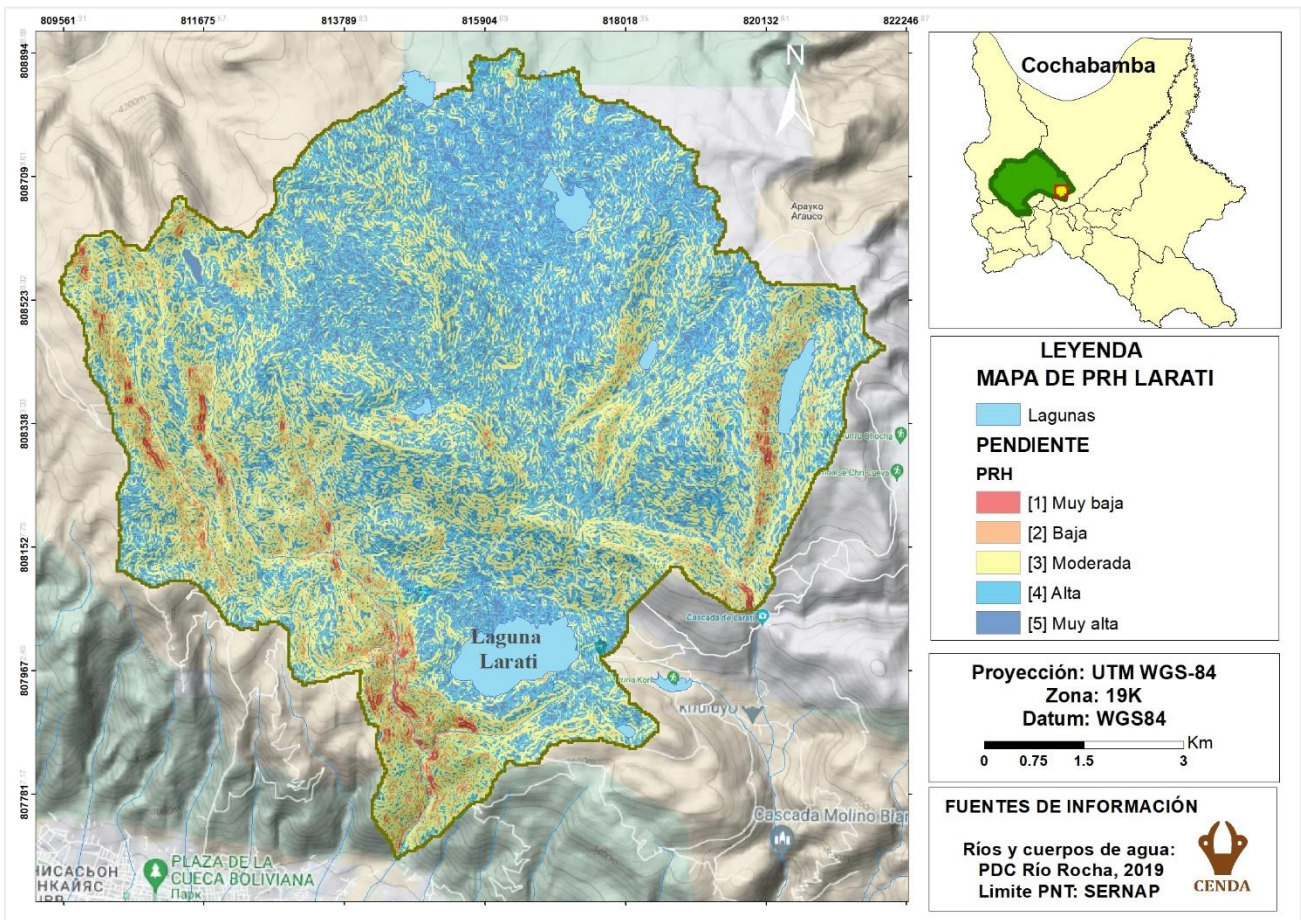 809561
811675
813789
815904
818018
820132
822246
808894
808709
808523
808338
808152
807967
807781
N
4200m
Арауко
Arauco
Cascada de Larati
Laguna
Larati
Cascada Molino Blan
PLAZA DE LA
CUECA BOLIVIANA
Парк
НИСАСЬОН
НКАЙЯС
Cochabamba
LEYENDA
MAPA DE PRH LARATI
Lagunas
PENDIENTE
PRH
[1] Muy baja
[2] Baja
[3] Moderada
[4] Alta
[5] Muy alta
Proyección: UTM WGS-84
Zona: 19K
Datum: WGS84
Km
0 0.75 1.5 3
FUENTES DE INFORMACIÓN
Ríos y cuerpos de agua:
PDC Río Rocha, 2019
Limite PNT: SERNAP
CENDA